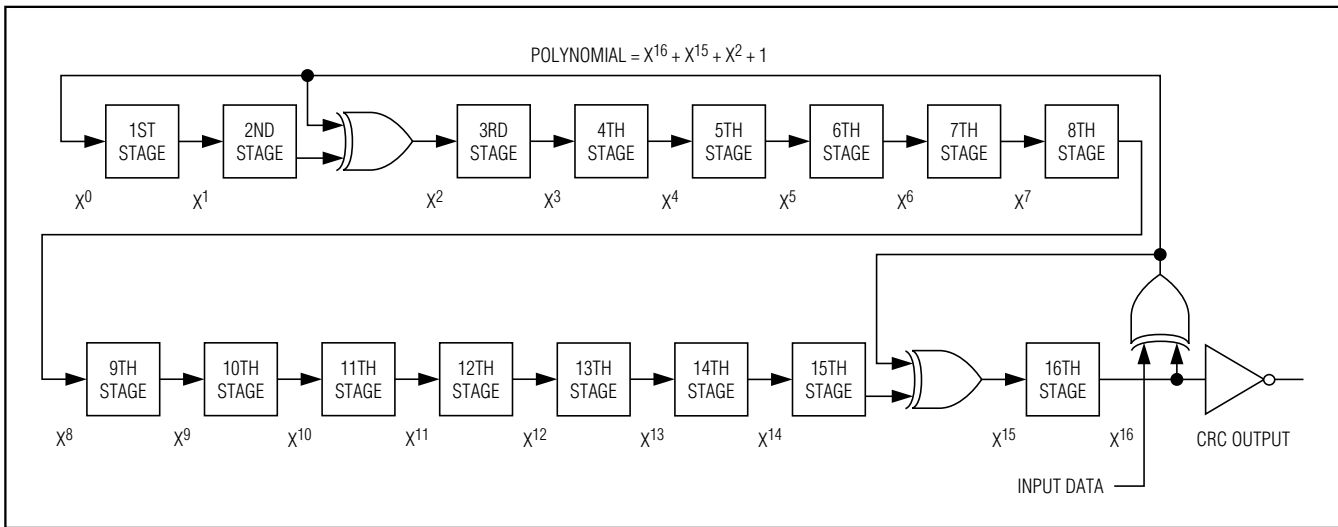 POLYNOMIAL = X¹⁶ + X¹⁵ + X² + 1
1ST STAGE
2ND STAGE
3RD STAGE
4TH STAGE
5TH STAGE
6TH STAGE
7TH STAGE
8TH STAGE
X⁰
X¹
X²
X³
X⁴
X⁵
X⁶
X⁷
9TH STAGE
10TH STAGE
11TH STAGE
12TH STAGE
13TH STAGE
14TH STAGE
15TH STAGE
16TH STAGE
X⁸
X⁹
X¹⁰
X¹¹
X¹²
X¹³
X¹⁴
X¹⁵
X¹⁶
CRC OUTPUT
INPUT DATA